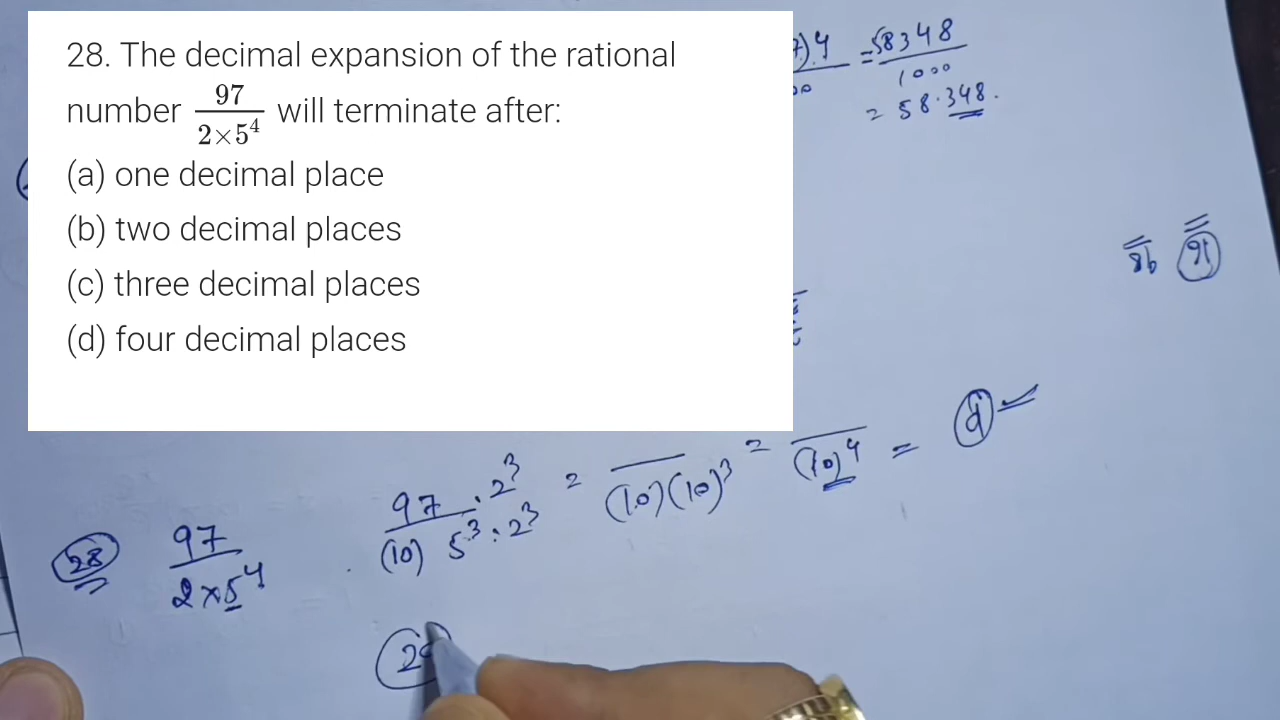 28. The decimal expansion of the rational
number 97/(2×5⁴) will terminate after:
(a) one decimal place
(b) two decimal places
(c) three decimal places
(d) four decimal places
4 = 58348/1000
= 58.348.
91
28 97/(2×5⁴) (97 . 2³)/((10) 5³ . 2³) = /((10)(10)³) = /(10)⁴ = d ✓